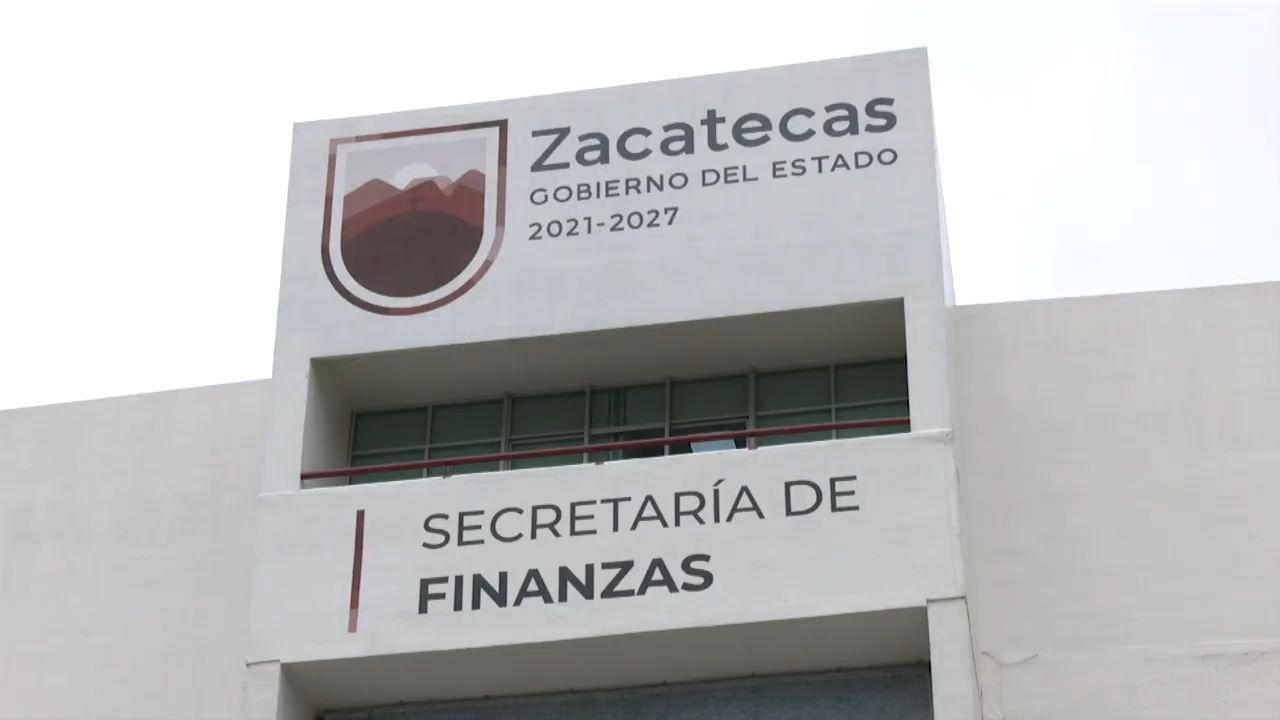 Zacatecas
GOBIERNO DEL ESTADO
2021-2027
SECRETARÍA DE
FINANZAS